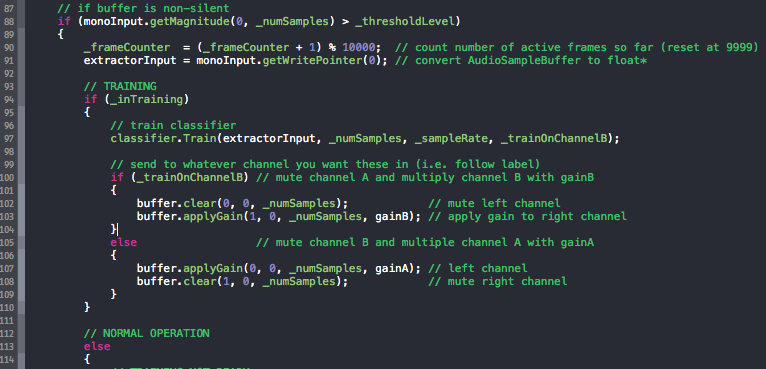 87 // if buffer is non-silent
88 if (monoInput.getMagnitude(0, _numSamples) > _thresholdLevel)
89 {
90 _frameCounter = (_frameCounter + 1) % 10000; // count number of active frames so far (reset at 9999)
91 extractorInput = monoInput.getWritePointer(0); // convert AudioSampleBuffer to float*
92
93 // TRAINING
94 if (_inTraining)
95 {
96 // train classifier
97 classifier.Train(extractorInput, _numSamples, _sampleRate, _trainOnChannelB);
98
99 // send to whatever channel you want these in (i.e. follow label)
100 if (_trainOnChannelB) // mute channel A and multiply channel B with gainB
101 {
102 buffer.clear(0, 0, _numSamples); // mute left channel
103 buffer.applyGain(1, 0, _numSamples, gainB); // apply gain to right channel
104 }
105 else // mute channel B and multiple channel A with gainA
106 {
107 buffer.applyGain(0, 0, _numSamples, gainA); // left channel
108 buffer.clear(1, 0, _numSamples); // mute right channel
109 }
110 }
111
112 // NORMAL OPERATION
113 else
114 {